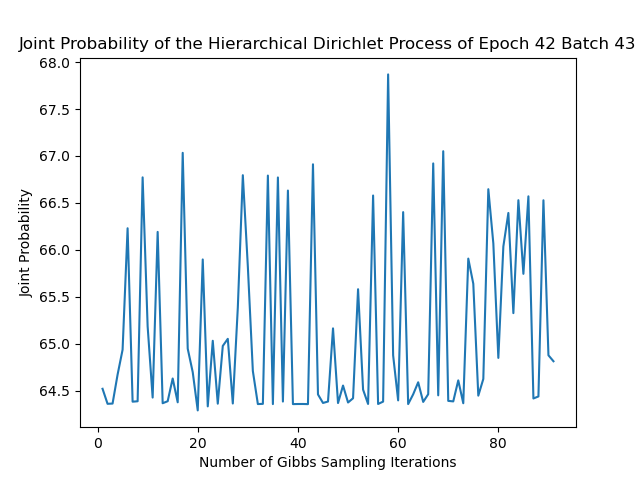 Joint Probability of the Hierarchical Dirichlet Process of Epoch 42 Batch 43
68.0
67.5
67.0
66.5
66.0
65.5
65.0
64.5
Joint Probability
0 20 40 60 80
Number of Gibbs Sampling Iterations